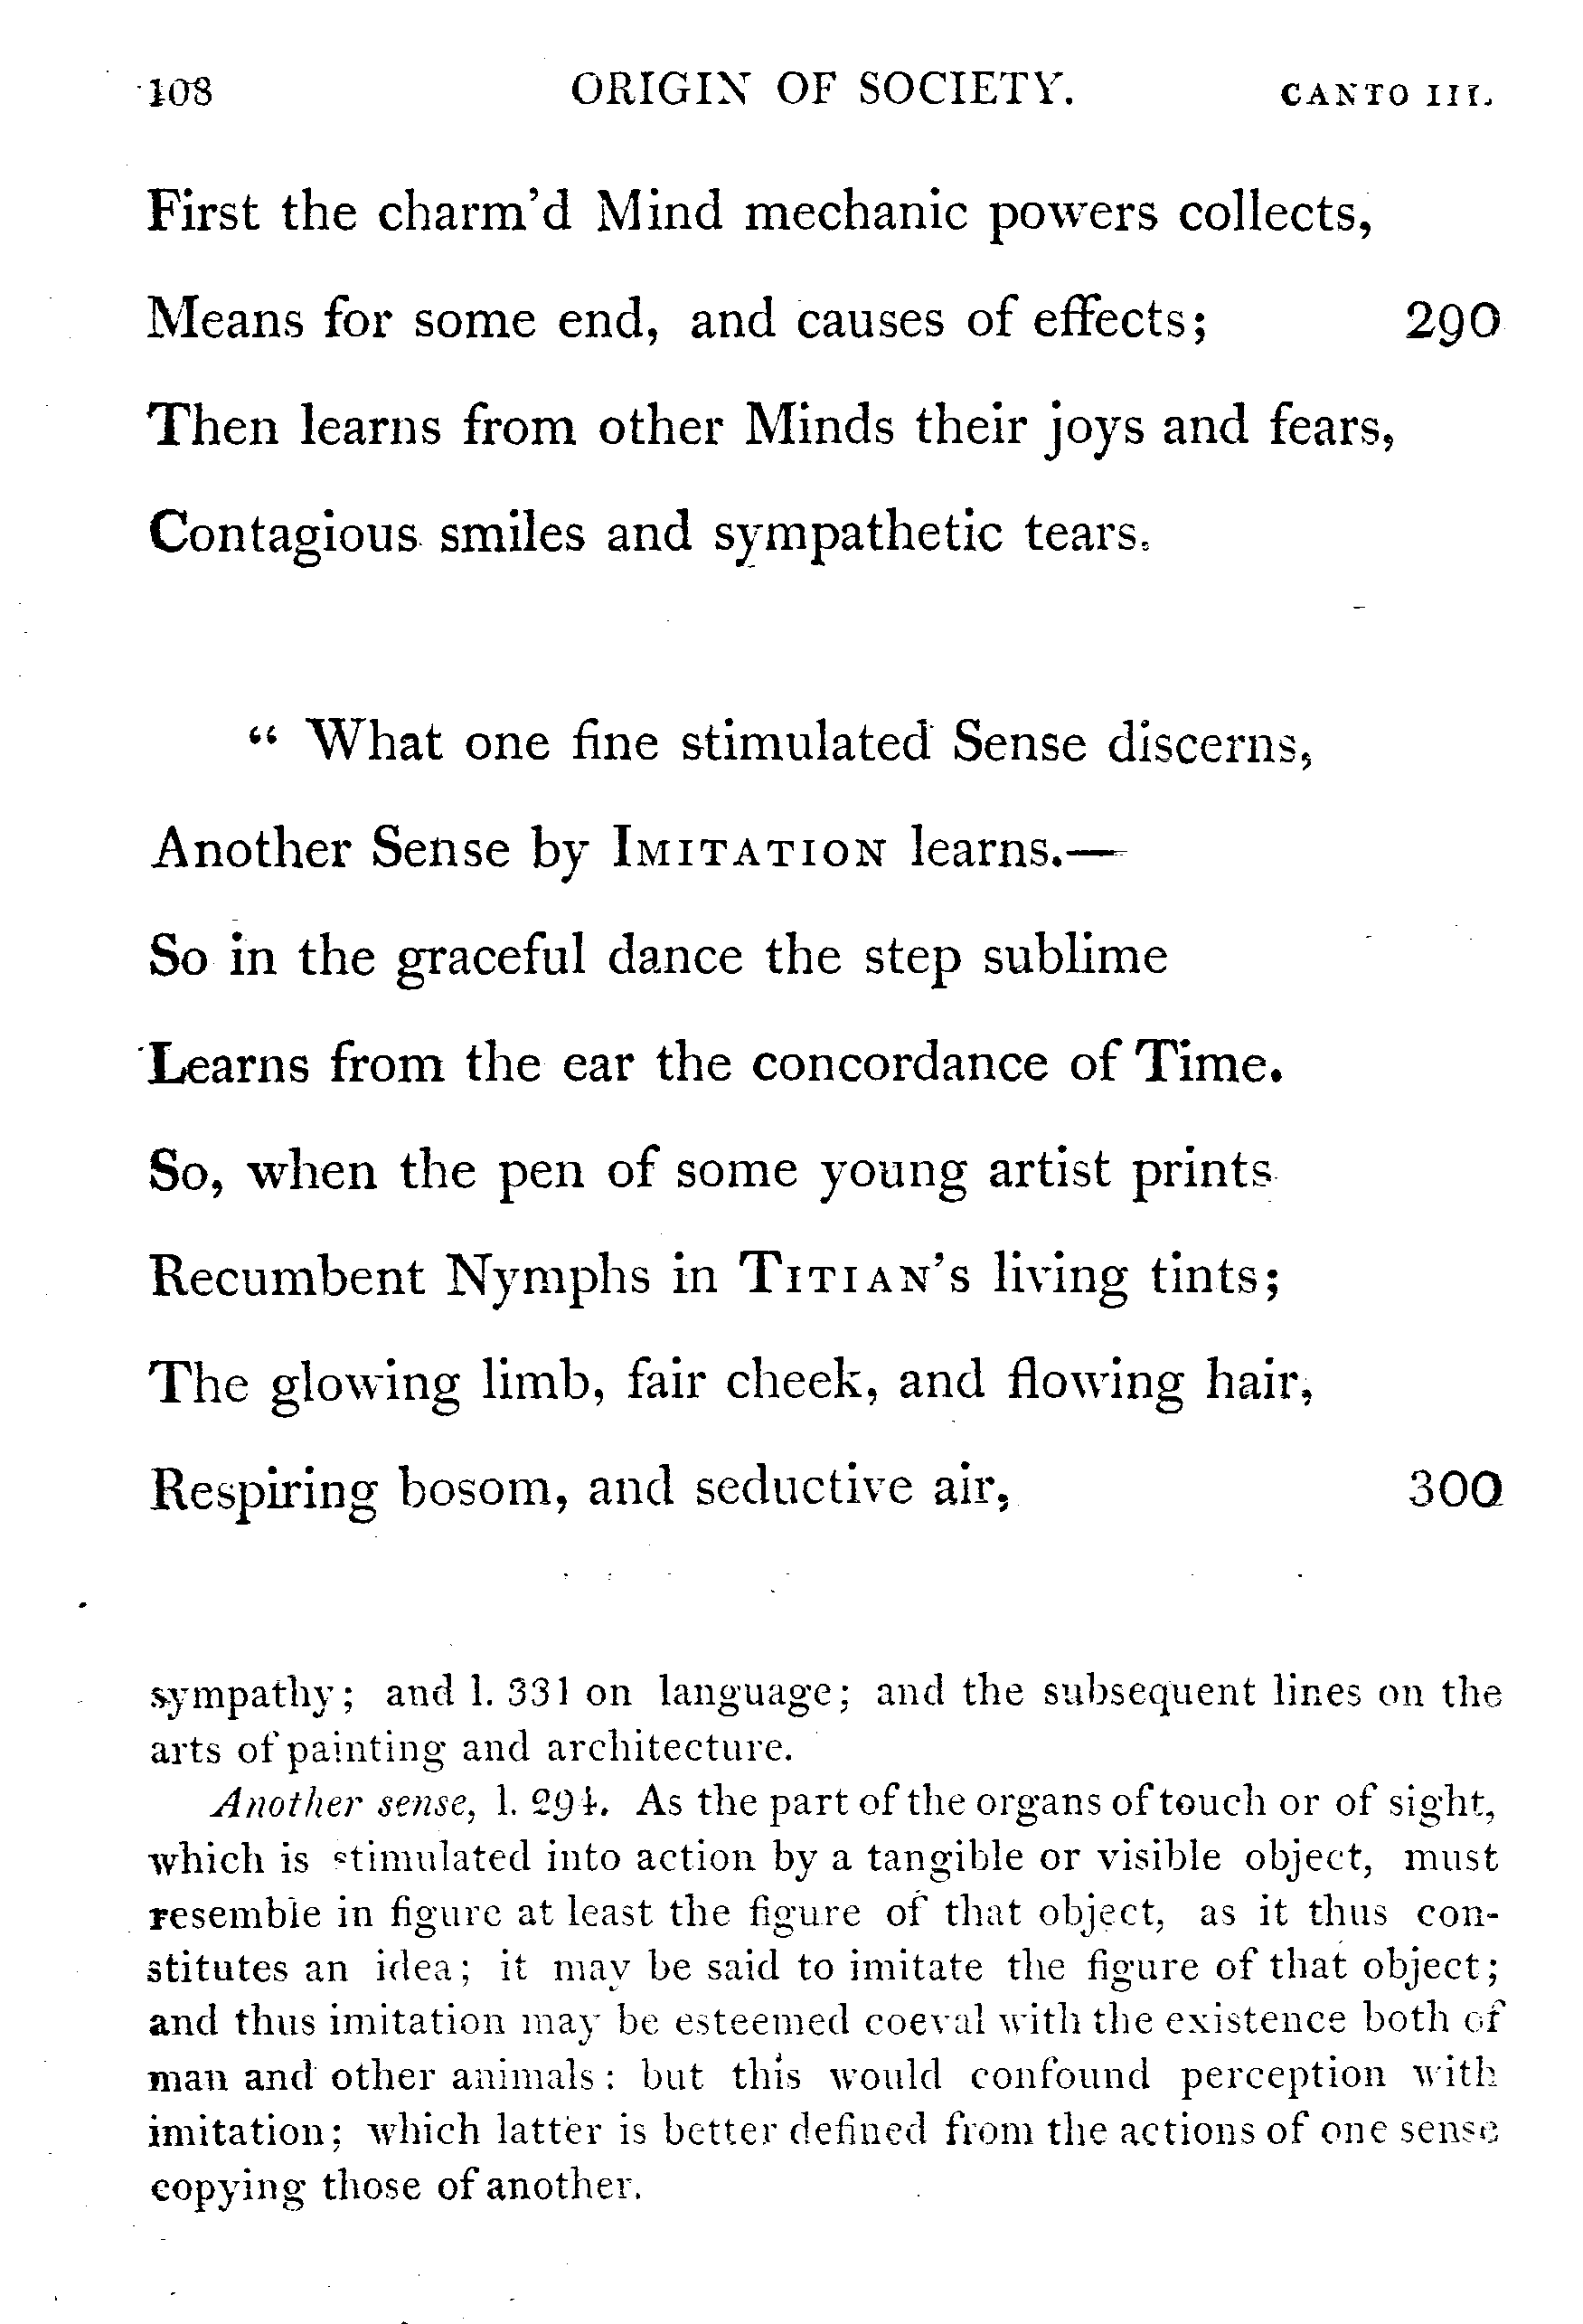 108 ORIGIN OF SOCIETY. CANTO III.
First the charm'd Mind mechanic powers collects,
Means for some end, and causes of effects; 290
Then learns from other Minds their joys and fears,
Contagious smiles and sympathetic tears.
“ What one fine stimulated Sense discerns,
Another Sense by IMITATION learns.—
So in the graceful dance the step sublime
Learns from the ear the concordance of Time.
So, when the pen of some young artist prints
Recumbent Nymphs in TITIAN's living tints;
The glowing limb, fair cheek, and flowing hair,
Respiring bosom, and seductive air, 300
sympathy; and l. 331 on language; and the subsequent lines on the
arts of painting and architecture.
Another sense, l. 294. As the part of the organs of touch or of sight,
which is stimulated into action by a tangible or visible object, must
resemble in figure at least the figure of that object, as it thus con-
stitutes an idea; it may be said to imitate the figure of that object;
and thus imitation may be esteemed coeval with the existence both of
man and other animals: but this would confound perception with
imitation; which latter is better defined from the actions of one sense
copying those of another.